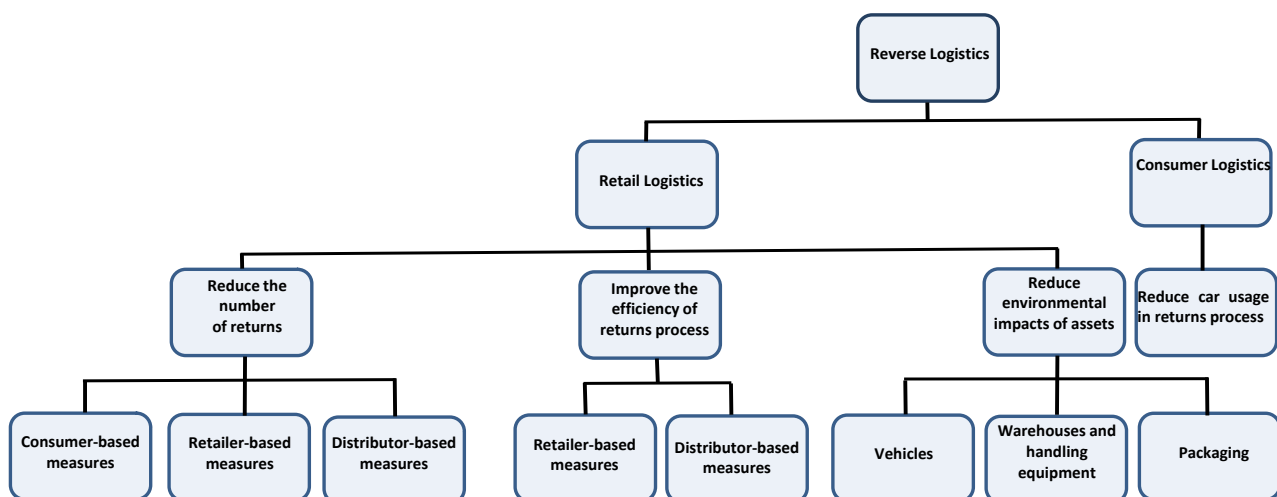 Reverse Logistics
Retail Logistics
Consumer Logistics
Reduce the
number
of returns
Improve the
efficiency of
returns process
Reduce
environmental
impacts of assets
Reduce car usage
in returns process
Consumer-based
measures
Retailer-based
measures
Distributor-based
measures
Retailer-based
measures
Distributor-based
measures
Vehicles
Warehouses and
handling
equipment
Packaging